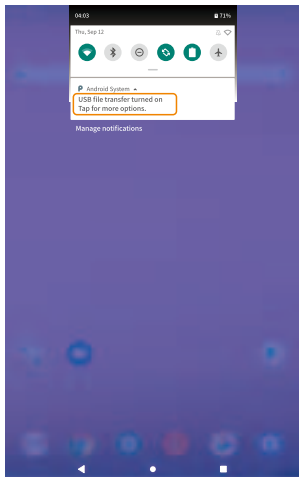 04:03
71%
Thu, Sep 12
Android System
USB file transfer turned on
Tap for more options.
Manage notifications